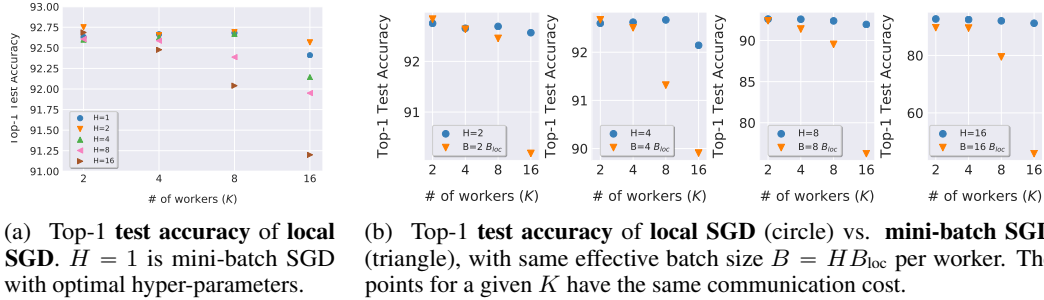 Top-1 Test Accuracy
93.00
92.75
92.50
92.25
92.00
91.75
91.50
91.25
91.00
H=1
H=2
H=4
H=8
H=16
2 4 8 16
# of workers (K)
Top-1 Test Accuracy
92
91
H=2
B=2 B_loc
2 4 8 16
# of workers (K)
Top-1 Test Accuracy
92
91
90
H=4
B=4 B_loc
2 4 8 16
# of workers (K)
Top-1 Test Accuracy
90
85
80
H=8
B=8 B_loc
2 4 8 16
# of workers (K)
Top-1 Test Accuracy
80
60
H=16
B=16 B_loc
2 4 8 16
# of workers (K)
(a) Top-1 test accuracy of local
SGD. H = 1 is mini-batch SGD
with optimal hyper-parameters.
(b) Top-1 test accuracy of local SGD (circle) vs. mini-batch SGD
(triangle), with same effective batch size B = HB_loc per worker. The
points for a given K have the same communication cost.